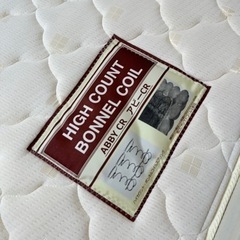 HIGH COUNT
BONNEL COIL
ABBY CR アビーCR